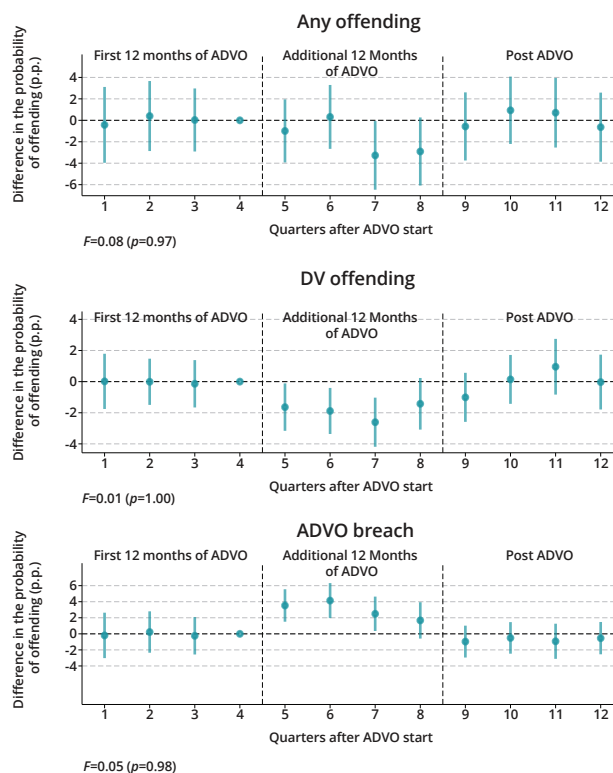 Any offending
First 12 months of ADVO
Additional 12 Months
of ADVO
Post ADVO
Difference in the probability
of offending (p.p.)
4
2
0
-2
-4
-6
1 2 3 4 5 6 7 8 9 10 11 12
Quarters after ADVO start
F=0.08 (p=0.97)
DV offending
First 12 months of ADVO
Additional 12 Months
of ADVO
Post ADVO
Difference in the probability
of offending (p.p.)
4
2
0
-2
-4
1 2 3 4 5 6 7 8 9 10 11 12
Quarters after ADVO start
F=0.01 (p=1.00)
ADVO breach
First 12 months of ADVO
Additional 12 Months
of ADVO
Post ADVO
Difference in the probability
of offending (p.p.)
6
4
2
0
-2
-4
1 2 3 4 5 6 7 8 9 10 11 12
Quarters after ADVO start
F=0.05 (p=0.98)